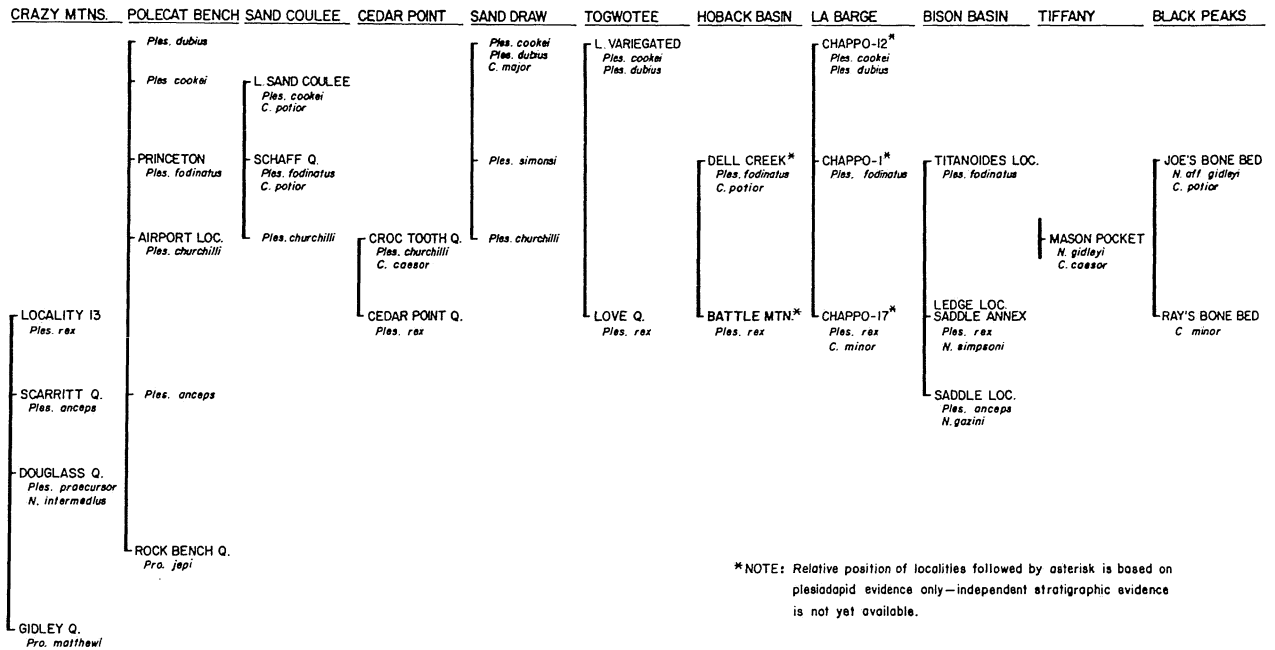 CRAZY MTNS.
POLECAT BENCH
SAND COULEE
CEDAR POINT
SAND DRAW
TOGWOTEE
HOBACK BASIN
LA BARGE
BISON BASIN
TIFFANY
BLACK PEAKS
LOCALITY 13
Ples. rex
SCARRITT Q.
Ples. anceps
DOUGLASS Q.
Ples. praecursor
N. intermedius
GIDLEY Q.
Pro. matthewi
Ples. dubius
Ples cookei
PRINCETON
Ples. fodinatus
AIRPORT LOC.
Ples. churchilli
Ples. anceps
ROCK BENCH Q.
Pro. jepi
L. SAND COULEE
Ples. cookei
C. potior
SCHAFF Q.
Ples. fodinatus
C. potior
Ples. churchilli
CROC TOOTH Q.
Ples. churchilli
C. caesor
CEDAR POINT Q.
Ples. rex
Ples. cookei
Ples. dubius
C. major
Ples. simonsi
Ples. churchilli
L. VARIEGATED
Ples. cookei
Ples. dubius
LOVE Q.
Ples. rex
DELL CREEK*
Ples. fodinatus
C. potior
BATTLE MTN.*
Ples. rex
CHAPPO-12*
Ples. cookei
Ples dubius
CHAPPO-1*
Ples. fodinatus
CHAPPO-17*
Ples. rex
C. minor
TITANOIDES LOC.
Ples. fodinatus
LEDGE LOC.
SADDLE ANNEX
Ples. rex
N. simpsoni
SADDLE LOC.
Ples. anceps
N. gazini
MASON POCKET
N. gidleyi
C. caesor
JOE'S BONE BED
N. aff gidleyi
C. potior
RAY'S BONE BED
C minor
*NOTE: Relative position of localities followed by asterisk is based on
plesiadapid evidence only—independent stratigraphic evidence
is not yet available.